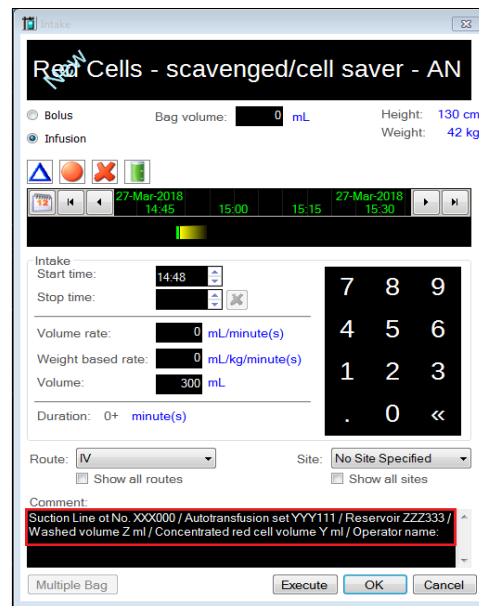 Intake
Red Cells - scavenged/cell saver - AN
New
Bolus
Bag volume: 0 mL
Height: 130 cm
Infusion
Weight: 42 kg
12
27-Mar-2018 27-Mar-2018
14:45 15:00 15:15 15:30
Intake
Start time: 14:48
Stop time:
Volume rate: 0 mL/minute(s)
Weight based rate: 0 mL/kg/minute(s)
Volume: 300 mL
Duration: 0+ minute(s)
7 8 9
4 5 6
1 2 3
. 0 «
Route: IV Site: No Site Specified
Show all routes Show all sites
Comment:
Suction Line ot No. XXX000 / Autotransfusion set YYY111 / Reservoir ZZZ333 /
Washed volume Z ml / Concentrated red cell volume Y ml / Operator name:
Multiple Bag Execute OK Cancel